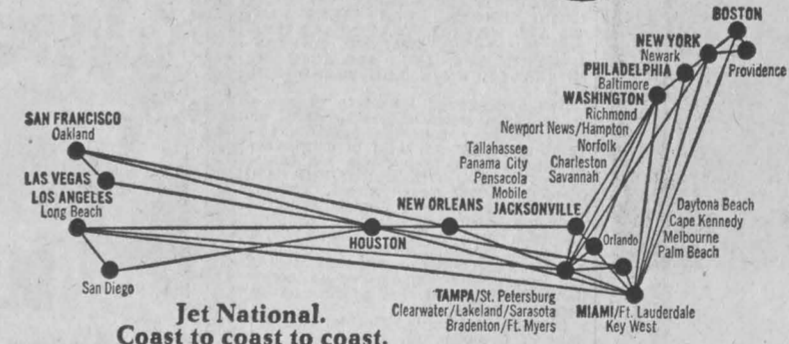 BOSTON
NEW YORK
Newark
Providence
PHILADELPHIA
Baltimore
WASHINGTON
Richmond
Newport News/Hampton
Norfolk
Charleston
Savannah
SAN FRANCISCO
Oakland
Tallahassee
Panama City
Pensacola
Mobile
LAS VEGAS
LOS ANGELES
Long Beach
NEW ORLEANS
JACKSONVILLE
Daytona Beach
Cape Kennedy
Melbourne
Palm Beach
HOUSTON
Orlando
San Diego
TAMPA/St. Petersburg
Clearwater/Lakeland/Sarasota
Bradenton/Ft. Myers
MIAMI/Ft. Lauderdale
Key West
Jet National.
Coast to coast to coast.